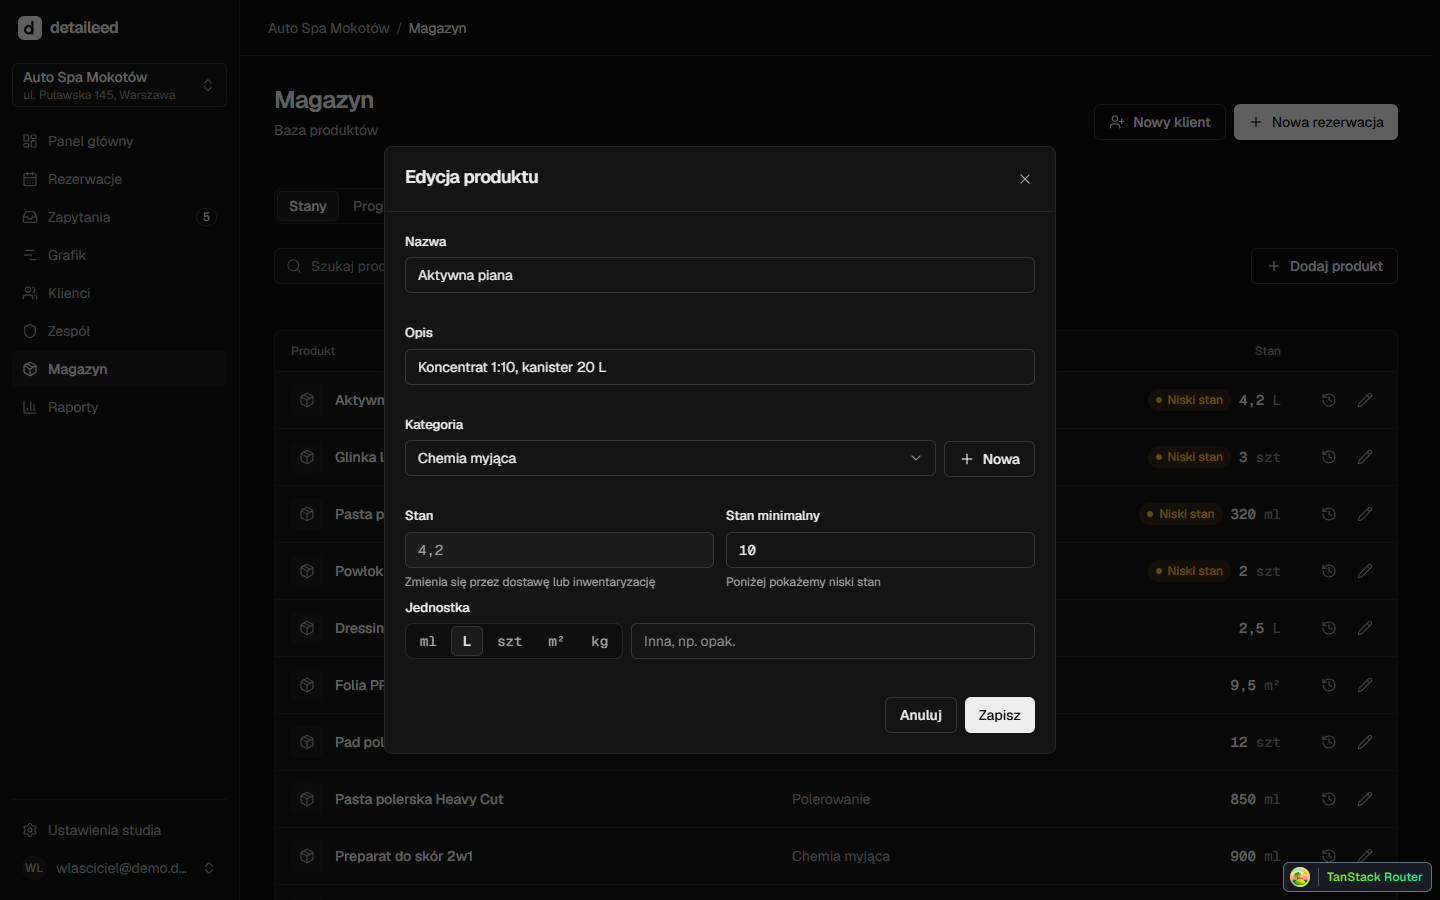 d detaileed
Auto Spa Mokotów / Magazyn
Auto Spa Mokotów
ul. Puławska 145, Warszawa
Panel główny
Rezerwacje
Zapytania 5
Grafik
Klienci
Zespół
Magazyn
Raporty
Ustawienia studia
WL wlasciciel@demo.d...
Magazyn
Baza produktów
Nowy klient
Nowa rezerwacja
Stany
Prog
Szukaj prod
Dodaj produkt
Produkt Stan
Aktywn Niski stan 4,2 L
Glinka l Niski stan 3 szt
Pasta p Niski stan 320 ml
Powłok Niski stan 2 szt
Dressin 2,5 L
Folia PP 9,5 m²
Pad pol 12 szt
Pasta polerska Heavy Cut Polerowanie 850 ml
Preparat do skór 2w1 Chemia myjąca 900 ml
Edycja produktu
Nazwa
Aktywna piana
Opis
Koncentrat 1:10, kanister 20 L
Kategoria
Chemia myjąca
Nowa
Stan Stan minimalny
4,2 10
Zmienia się przez dostawę lub inwentaryzację Poniżej pokażemy niski stan
Jednostka
ml L szt m² kg Inna, np. opak.
Anuluj Zapisz
TanStack Router